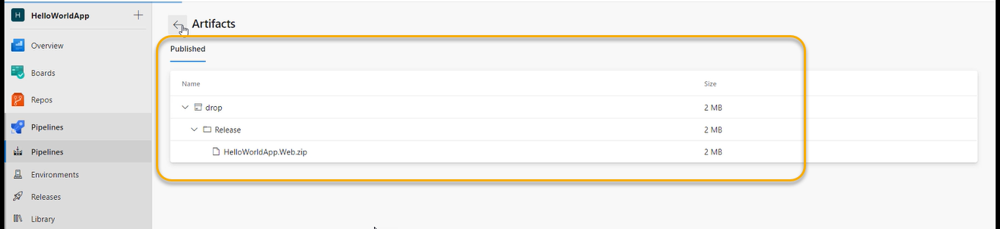 H HelloWorldApp
Overview
Boards
Repos
Pipelines
Pipelines
Environments
Releases
Library
Artifacts
Published
Name Size
drop 2 MB
Release 2 MB
HelloWorldApp.Web.zip 2 MB